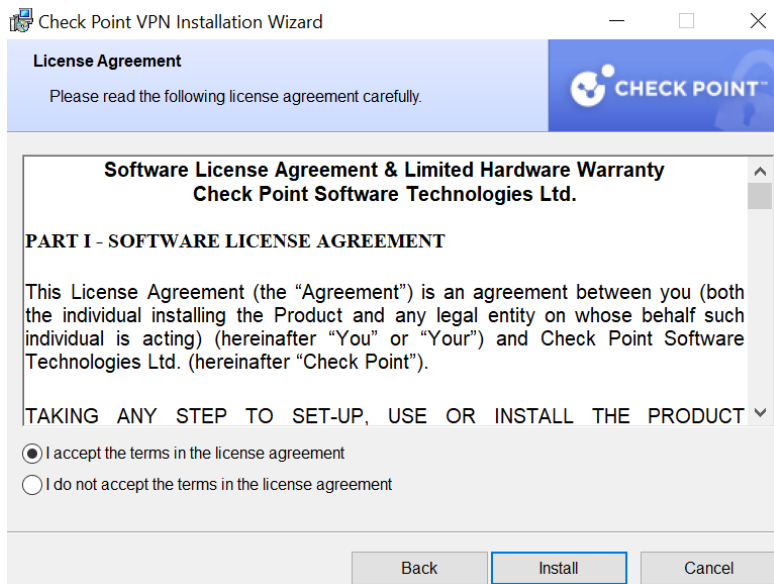 Check Point VPN Installation Wizard
License Agreement
Please read the following license agreement carefully.
CHECK POINT™
Software License Agreement & Limited Hardware Warranty
Check Point Software Technologies Ltd.
PART I - SOFTWARE LICENSE AGREEMENT
This License Agreement (the “Agreement”) is an agreement between you (both
the individual installing the Product and any legal entity on whose behalf such
individual is acting) (hereinafter “You” or “Your”) and Check Point Software
Technologies Ltd. (hereinafter “Check Point”).
TAKING ANY STEP TO SET-UP, USE OR INSTALL THE PRODUCT
I accept the terms in the license agreement
I do not accept the terms in the license agreement
Back
Install
Cancel